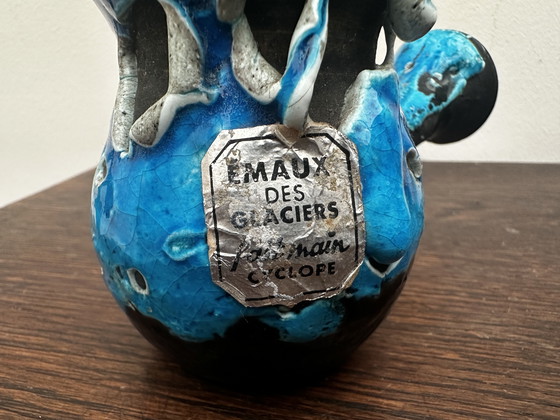 EMAUX
DES
GLACIERS
fait main
CYCLOPE